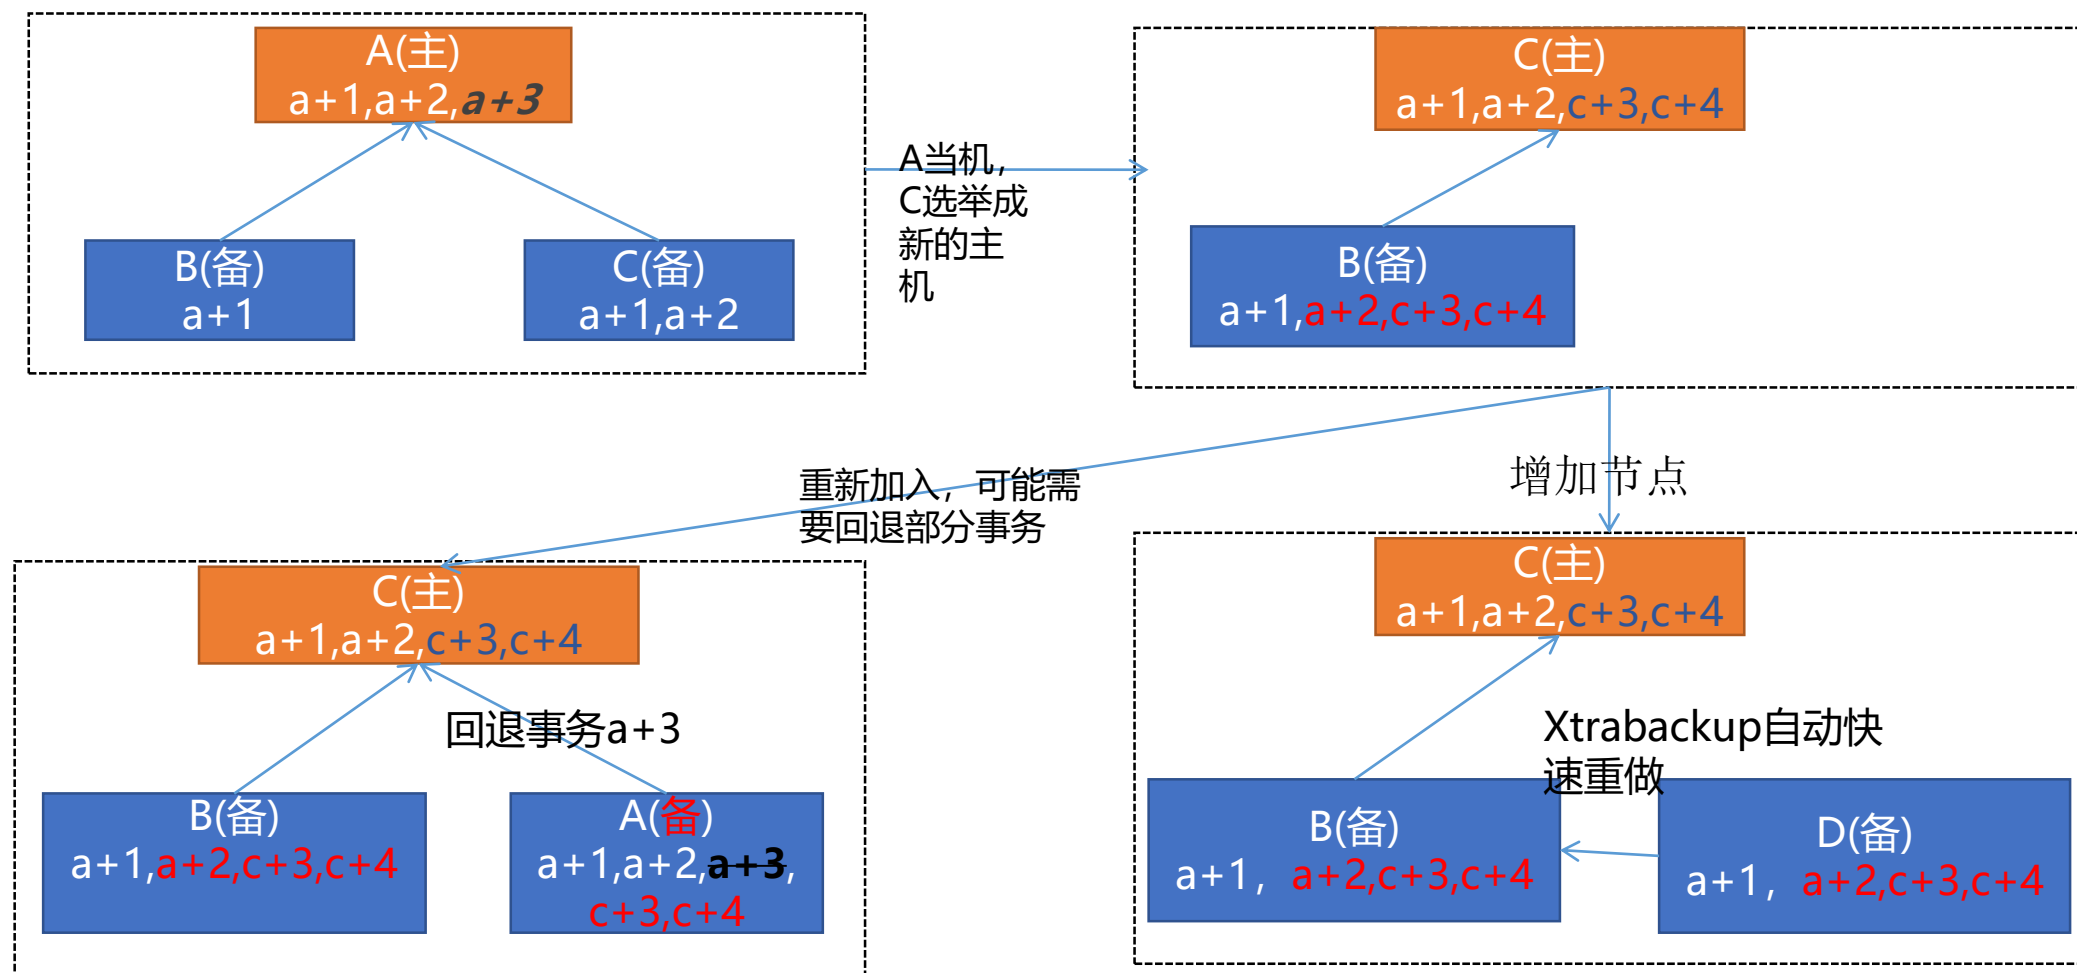 A(主)
a+1,a+2,a+3
B(备)
a+1
C(备)
a+1,a+2
A当机，
C选举成
新的主
机
C(主)
a+1,a+2,c+3,c+4
B(备)
a+1,a+2,c+3,c+4
重新加入，可能需
要回退部分事务
增加节点
C(主)
a+1,a+2,c+3,c+4
回退事务a+3
B(备)
a+1,a+2,c+3,c+4
A(备)
a+1,a+2,a+3,
c+3,c+4
C(主)
a+1,a+2,c+3,c+4
Xtrabackup自动快
速重做
B(备)
a+1，a+2,c+3,c+4
D(备)
a+1，a+2,c+3,c+4